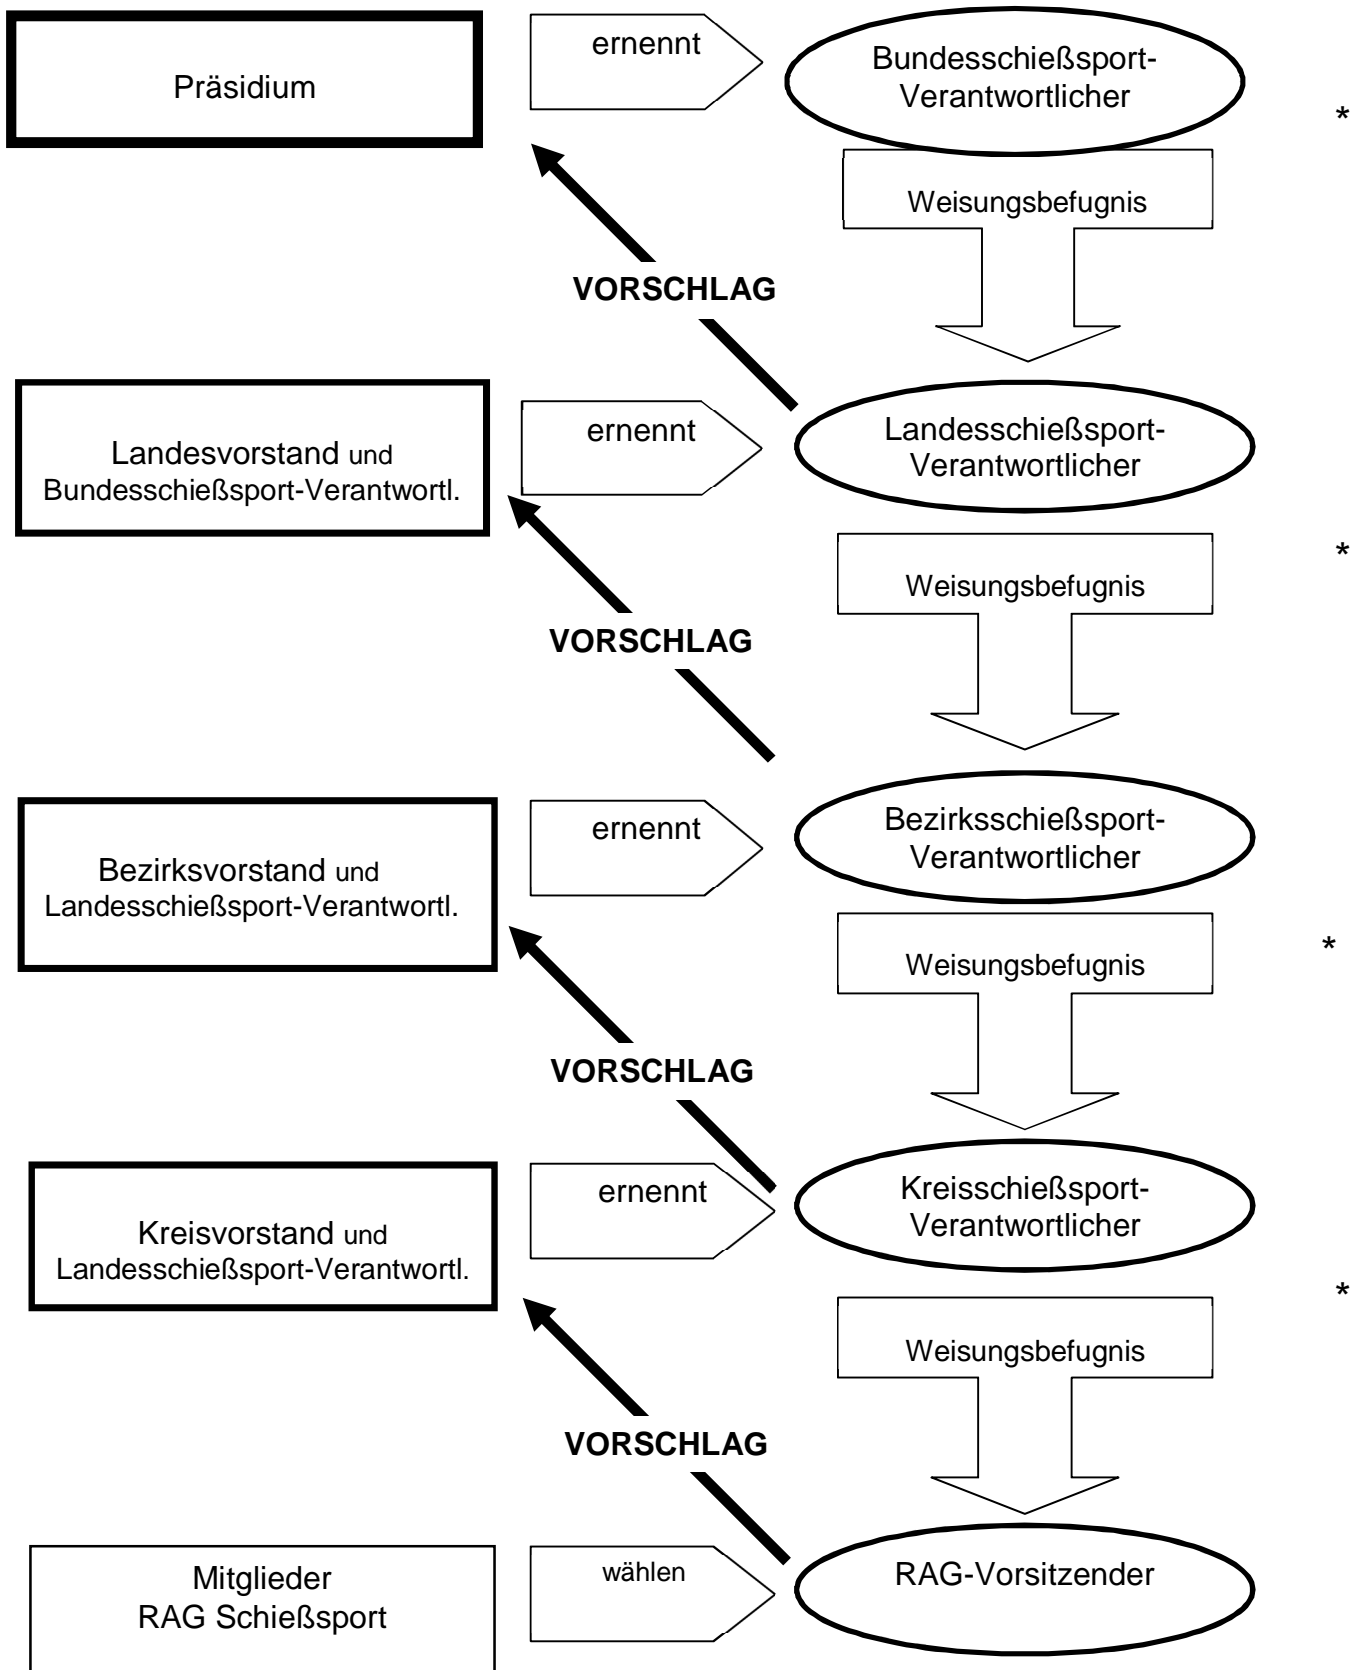 Präsidium
ernennt
Bundesschießsport-
Verantwortlicher
*
Weisungsbefugnis
VORSCHLAG
Landesvorstand und
Bundesschießsport-Verantwortl.
ernennt
Landesschießsport-
Verantwortlicher
*
Weisungsbefugnis
VORSCHLAG
Bezirksvorstand und
Landesschießsport-Verantwortl.
ernennt
Bezirksschießsport-
Verantwortlicher
*
Weisungsbefugnis
VORSCHLAG
Kreisvorstand und
Landesschießsport-Verantwortl.
ernennt
Kreisschießsport-
Verantwortlicher
*
Weisungsbefugnis
VORSCHLAG
Mitglieder
RAG Schießsport
wählen
RAG-Vorsitzender